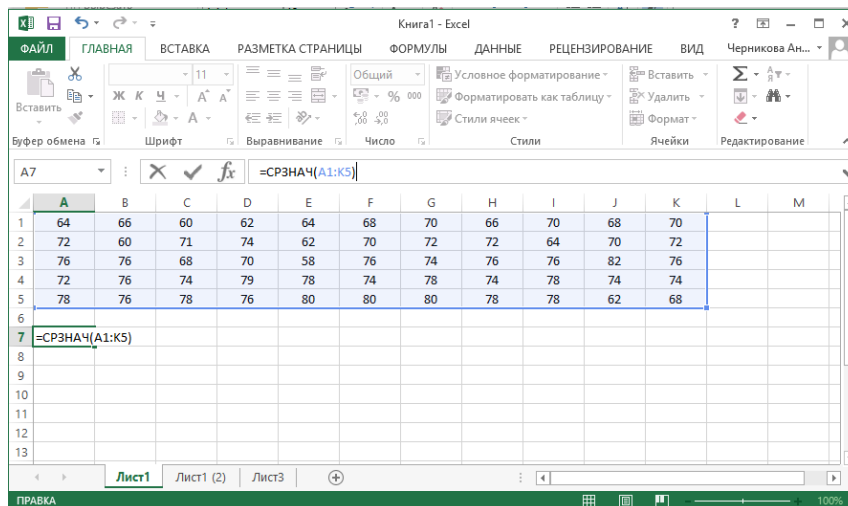 Книга1 - Excel
ФАЙЛ ГЛАВНАЯ ВСТАВКА РАЗМЕТКА СТРАНИЦЫ ФОРМУЛЫ ДАННЫЕ РЕЦЕНЗИРОВАНИЕ ВИД Черникова Ан...
Вставить
Ж К Ч
11
Общий
% 000
Условное форматирование
Форматировать как таблицу
Стили ячеек
Вставить
Удалить
Формат
Буфер обмена Шрифт Выравнивание Число Стили Ячейки Редактирование
A7 fx =СРЗНАЧ(A1:K5)
A B C D E F G H I J K L M
1 64 66 60 62 64 68 70 66 70 68 70
2 72 60 71 74 62 70 72 72 64 70 72
3 76 76 68 70 58 76 74 76 76 82 76
4 72 76 74 79 78 74 78 74 78 74 74
5 78 76 78 76 80 80 80 78 78 62 68
6
7 =СРЗНАЧ(A1:K5)
8
9
10
11
12
13
Лист1 Лист1 (2) Лист3
ПРАВКА 100%